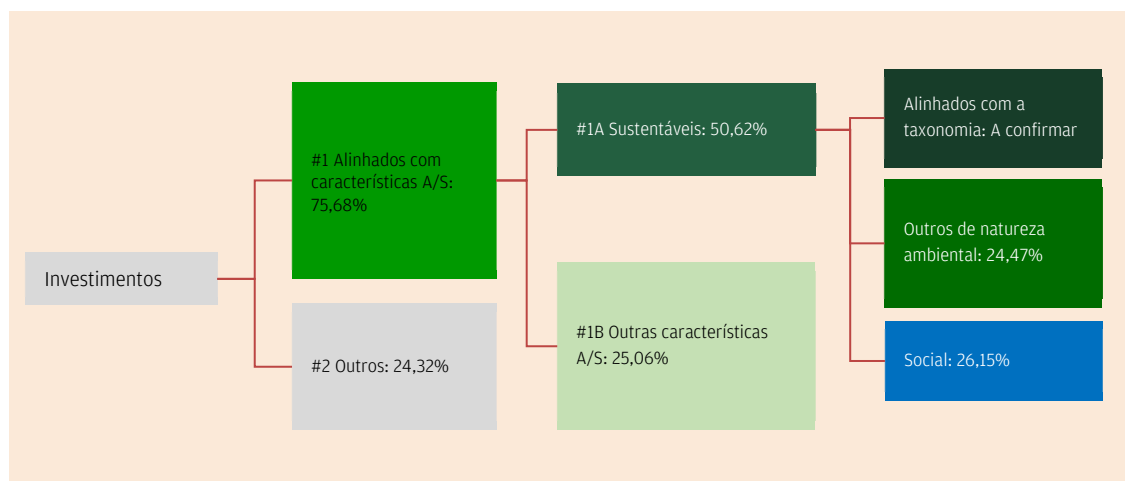 Investimentos
#1 Alinhados com
características A/S:
75,68%
#2 Outros: 24,32%
#1A Sustentáveis: 50,62%
#1B Outras características
A/S: 25,06%
Alinhados com a
taxonomia: A confirmar
Outros de natureza
ambiental: 24,47%
Social: 26,15%